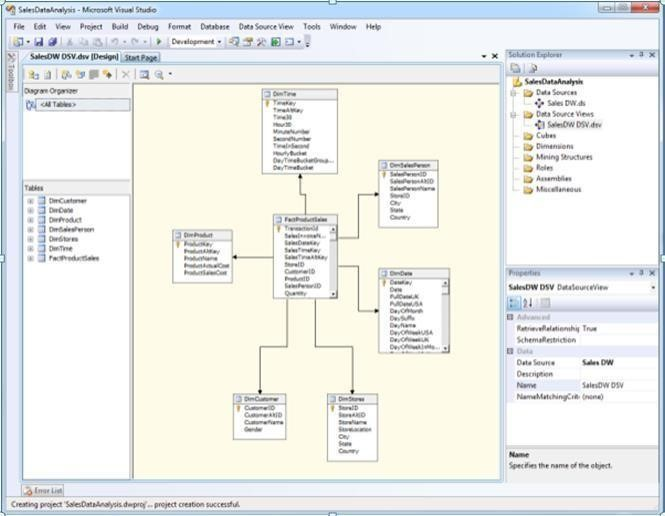 SalesDataAnalysis - Microsoft Visual Studio
File Edit View Project Build Debug Format Database Data Source View Tools Window Help
Development
Toolbox
SalesDW DSV.dsv [Design] Start Page
Diagram Organizer
<All Tables>
Tables
DimCustomer
DimDate
DimProduct
DimSalesPerson
DimStores
DimTime
FactProductSales
DimTime
TimeKey
TimeAltKey
Time30
Hour30
MinuteNumber
SecondNumber
TimeInSecond
HourlyBucket
DayTimeBucketGroup...
DayTimeBucket
DimSalesPerson
SalesPersonID
SalesPersonAltID
SalesPersonName
StoreID
City
State
Country
FactProductSales
TransactionId
SalesInvoiceN...
SalesDateKey
SalesTimeKey
SalesTimeAltKey
StoreID
CustomerID
ProductID
SalesPersonID
Quantity
DimProduct
ProductKey
ProductAltKey
ProductName
ProductActualCost
ProductSalesCost
DimDate
DateKey
Date
FullDateUK
FullDateUSA
DayOfMonth
DaySuffix
DayName
DayOfWeekUSA
DayOfWeekUK
DayOfWeekInMo...
DimCustomer
CustomerID
CustomerAltID
CustomerName
Gender
DimStores
StoreID
StoreAltID
StoreName
StoreLocation
City
State
Country
Solution Explorer
SalesDataAnalysis
Data Sources
Sales DW.ds
Data Source Views
SalesDW DSV.dsv
Cubes
Dimensions
Mining Structures
Roles
Assemblies
Miscellaneous
Properties
SalesDW DSV DataSourceView
Advanced
RetrieveRelationship True
SchemaRestriction
Data
Data Source Sales DW
Description
Name SalesDW DSV
NameMatchingCrit (none)
Name
Specifies the name of the object.
Error List
Creating project 'SalesDataAnalysis.dwproj'... project creation successful.